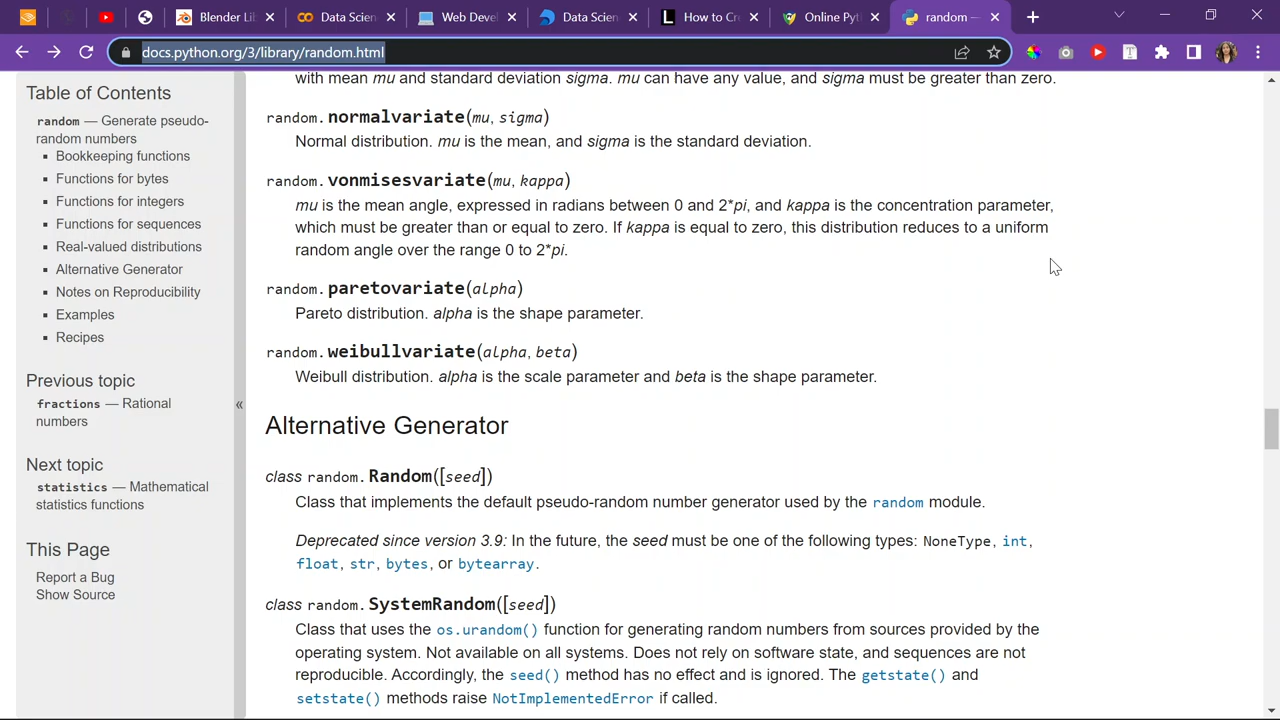 Blender Lib
Data Scien
Web Deve
Data Scien
How to Cre
Online Pyt
random —
docs.python.org/3/library/random.html
Table of Contents
random — Generate pseudo-
random numbers
Bookkeeping functions
Functions for bytes
Functions for integers
Functions for sequences
Real-valued distributions
Alternative Generator
Notes on Reproducibility
Examples
Recipes
Previous topic
fractions — Rational
numbers
Next topic
statistics — Mathematical
statistics functions
This Page
Report a Bug
Show Source
«
with mean mu and standard deviation sigma. mu can have any value, and sigma must be greater than zero.
random.normalvariate(mu, sigma)
Normal distribution. mu is the mean, and sigma is the standard deviation.
random.vonmisesvariate(mu, kappa)
mu is the mean angle, expressed in radians between 0 and 2*pi, and kappa is the concentration parameter,
which must be greater than or equal to zero. If kappa is equal to zero, this distribution reduces to a uniform
random angle over the range 0 to 2*pi.
random.paretovariate(alpha)
Pareto distribution. alpha is the shape parameter.
random.weibullvariate(alpha, beta)
Weibull distribution. alpha is the scale parameter and beta is the shape parameter.
Alternative Generator
class random.Random([seed])
Class that implements the default pseudo-random number generator used by the random module.
Deprecated since version 3.9: In the future, the seed must be one of the following types: NoneType, int,
float, str, bytes, or bytearray.
class random.SystemRandom([seed])
Class that uses the os.urandom() function for generating random numbers from sources provided by the
operating system. Not available on all systems. Does not rely on software state, and sequences are not
reproducible. Accordingly, the seed() method has no effect and is ignored. The getstate() and
setstate() methods raise NotImplementedError if called.